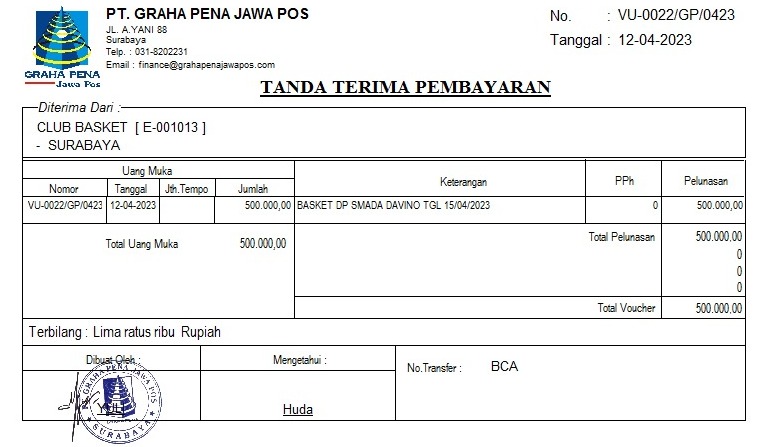 PT. GRAHA PENA JAWA POS
JL. A.YANI 88
Surabaya
Telp. : 031-8202231
Email : finance@grahapenajawapos.com
GRAHA PENA
Jawa Pos
No. : VU-0022/GP/0423
Tanggal : 12-04-2023
TANDA TERIMA PEMBAYARAN
Diterima Dari :
CLUB BASKET [ E-001013 ]
- SURABAYA
Uang Muka
Nomor Tanggal Jth.Tempo Jumlah Keterangan PPh Pelunasan
VU-0022/GP/0423 12-04-2023 500.000,00 BASKET DP SMADA DAVINO TGL 15/04/2023 0 500.000,00
Total Uang Muka 500.000,00
Total Pelunasan 500.000,00
0
0
0
Total Voucher 500.000,00
Terbilang : Lima ratus ribu Rupiah
Dibuat Oleh :
Mengetahui :
No.Transfer : BCA
GRAHA PENA JAWA POS
SURABAYA
Huda